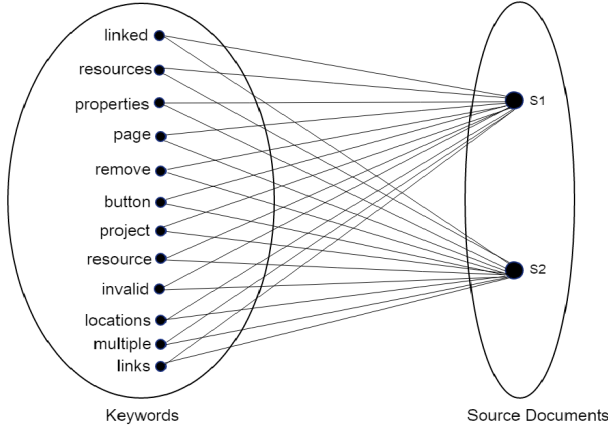 linked
resources
properties
page
remove
button
project
resource
invalid
locations
multiple
links
S1
S2
Keywords
Source Documents